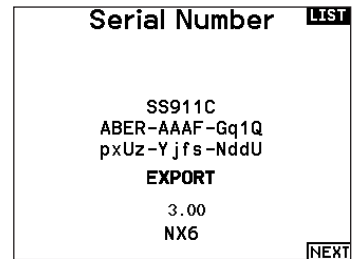 Serial Number LIST
SS911C
ABER-AAAF-Gq1Q
pxUz-Yjfs-NddU
EXPORT
3.00
NX6
NEXT